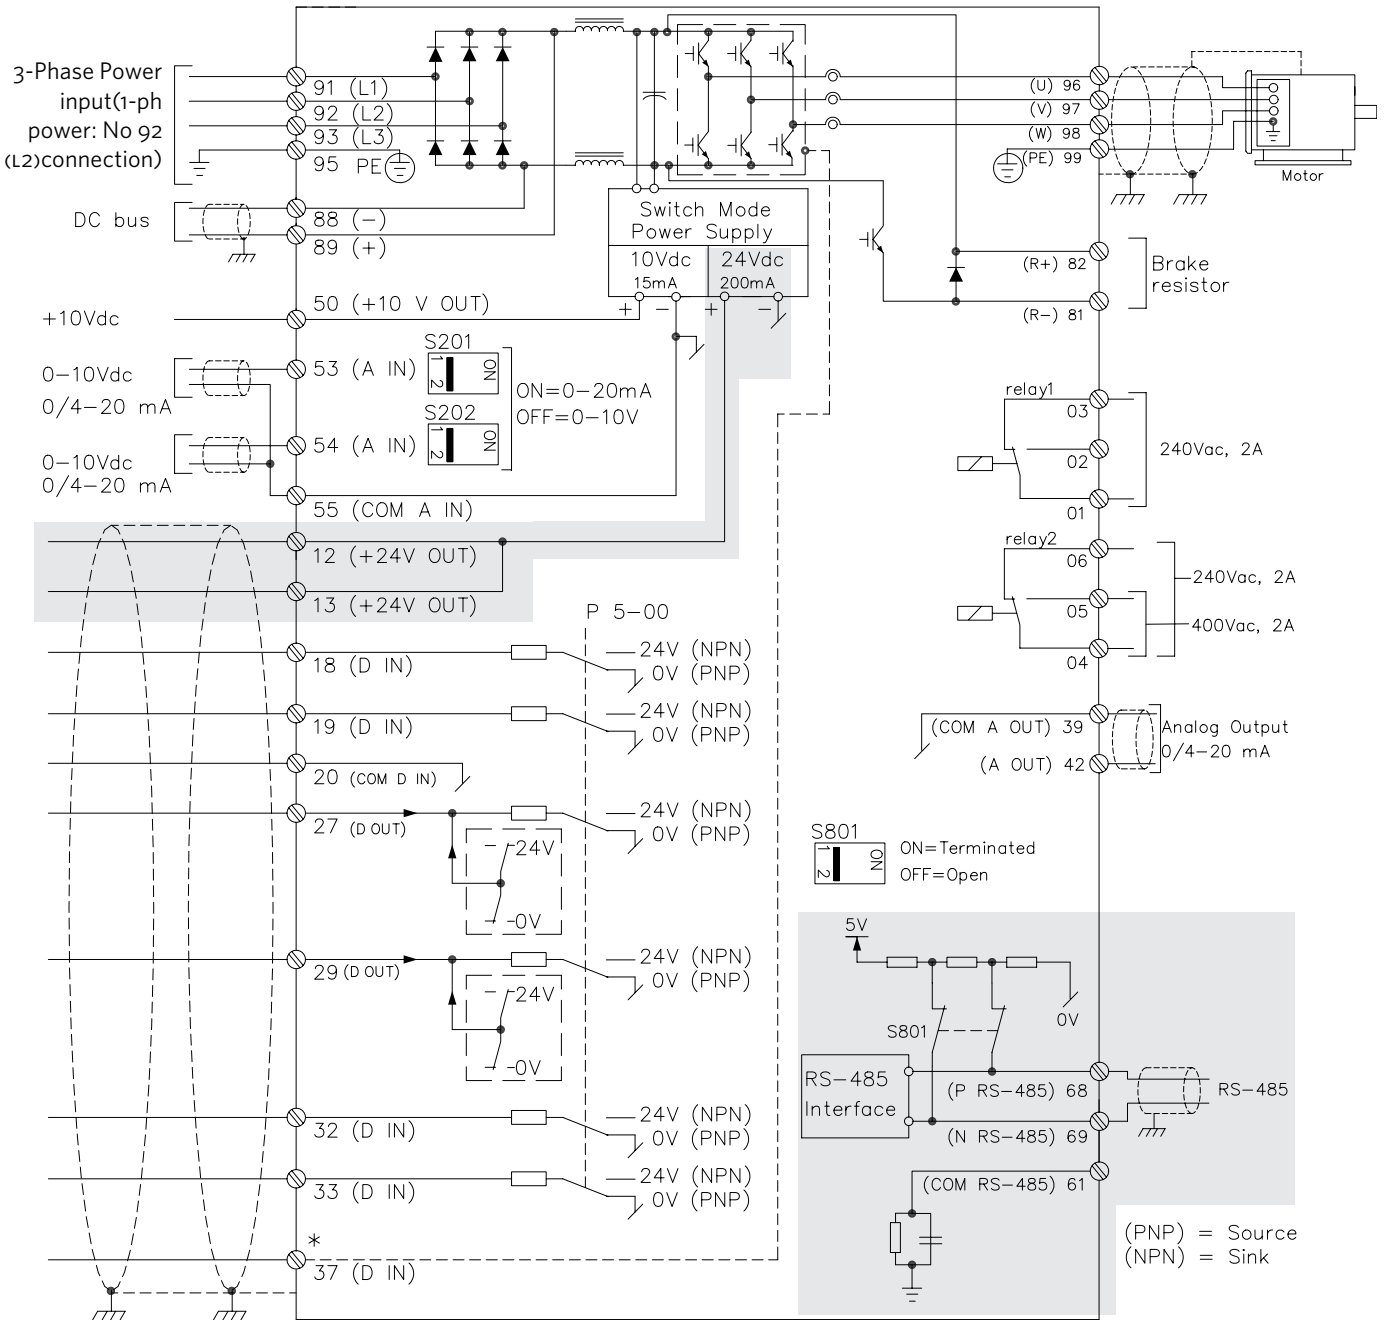 3-Phase Power
input(1-ph
power: No 92
(L2)connection)
91 (L1)
92 (L2)
93 (L3)
95 PE
DC bus
88 (−)
89 (+)
Switch Mode
Power Supply
10Vdc
15mA
24Vdc
200mA
+ − + −
(U) 96
(V) 97
(W) 98
(PE) 99
Motor
(R+) 82
(R−) 81
Brake
resistor
+10Vdc
50 (+10 V OUT)
S201
1 2
ON
0−10Vdc
0/4−20 mA
53 (A IN)
ON=0−20mA
OFF=0−10V
S202
1 2
ON
0−10Vdc
0/4−20 mA
54 (A IN)
55 (COM A IN)
12 (+24V OUT)
13 (+24V OUT)
relay1
03
02
01
240Vac, 2A
relay2
06
05
04
240Vac, 2A
400Vac, 2A
P 5-00
18 (D IN)
24V (NPN)
0V (PNP)
19 (D IN)
24V (NPN)
0V (PNP)
20 (COM D IN)
27 (D OUT)
24V (NPN)
0V (PNP)
24V
0V
29 (D OUT)
24V (NPN)
0V (PNP)
24V
0V
32 (D IN)
24V (NPN)
0V (PNP)
33 (D IN)
24V (NPN)
0V (PNP)
*
37 (D IN)
(COM A OUT) 39
(A OUT) 42
Analog Output
0/4−20 mA
S801
1 2
ON
ON=Terminated
OFF=Open
5V
0V
S801
RS-485
Interface
(P RS-485) 68
(N RS-485) 69
RS-485
(COM RS-485) 61
(PNP) = Source
(NPN) = Sink